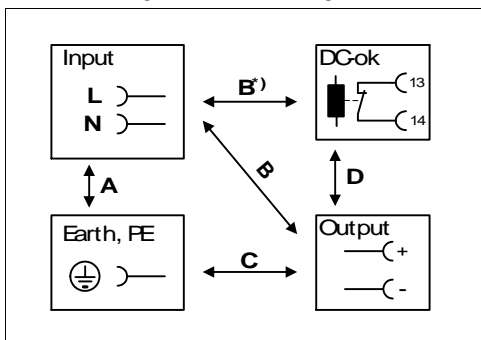 Input
L
N
B*)
DC-ok
13
14
A
B
D
Earth, PE
C
Output
+
-